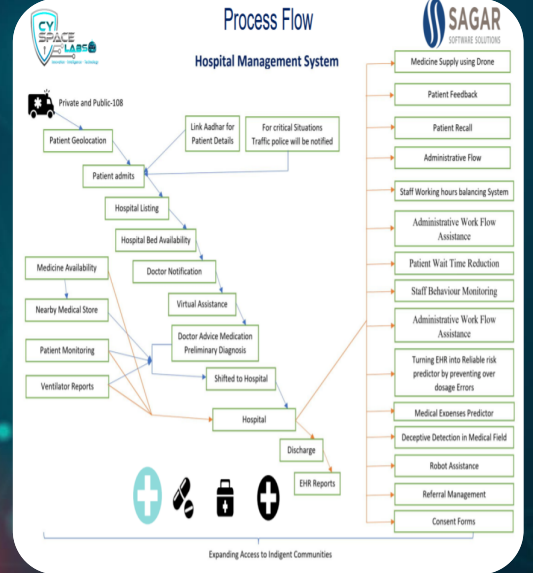 CY
SPACE
LABS
Process Flow
Hospital Management System
SAGAR
SOFTWARE SOLUTIONS
Private and Public-108
Patient Geolocation
Link Aadhar for
Patient Details
For critical Situations
Traffic police will be notified
Patient admits
Hospital Listing
Hospital Bed Availability
Doctor Notification
Virtual Assistance
Doctor Advice Medication
Preliminary Diagnosis
Shifted to Hospital
Medicine Availability
Nearby Medical Store
Patient Monitoring
Ventilator Reports
Hospital
Discharge
EHR Reports
Medicine Supply using Drone
Patient Feedback
Patient Recall
Administrative Flow
Staff Working hours balancing System
Administrative Work Flow
Assistance
Patient Wait Time Reduction
Staff Behaviour Monitoring
Administrative Work Flow
Assistance
Turning EHR into Reliable risk
predictor by preventing over
dosage Errors
Medical Expenses Predictor
Deceptive Detection in Medical Field
Robot Assistance
Referral Management
Consent Forms
Expanding Access to Indigent Communities